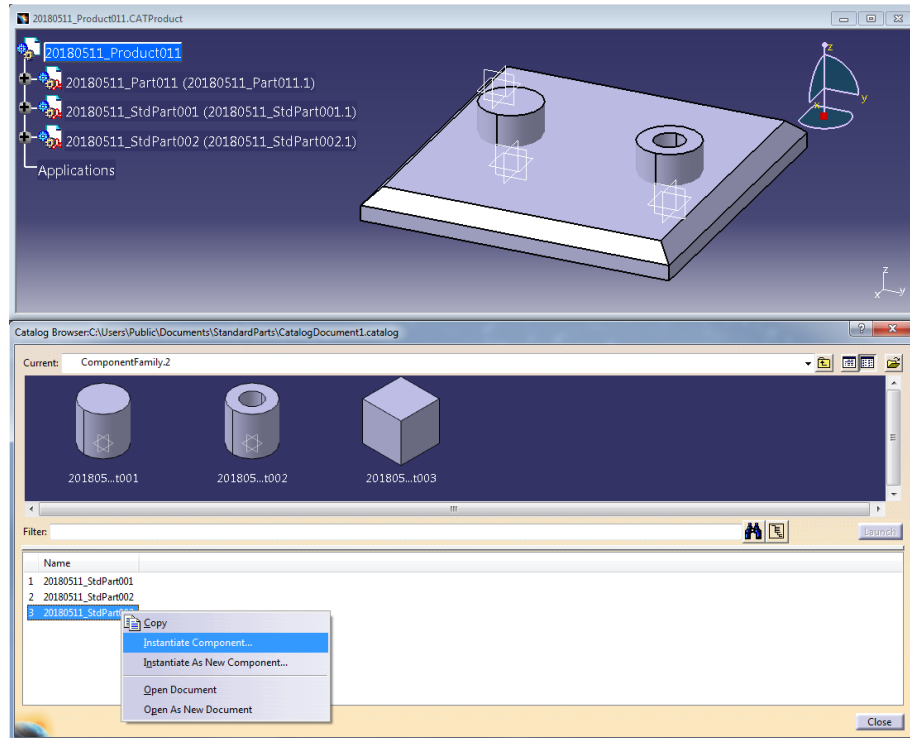 20180511_Product011.CATProduct
20180511_Product011
20180511_Part011 (20180511_Part011.1)
20180511_StdPart001 (20180511_StdPart001.1)
20180511_StdPart002 (20180511_StdPart002.1)
Applications
z
x
y
z
x
y
Catalog Browser:C:\Users\Public\Documents\StandardParts\CatalogDocument1.catalog
Current: ComponentFamily.2
201805...t001 201805...t002 201805...t003
Filter:
Launch
Name
1 20180511_StdPart001
2 20180511_StdPart002
3 20180511_StdPart003
Copy
Instantiate Component...
Instantiate As New Component...
Open Document
Open As New Document
Close